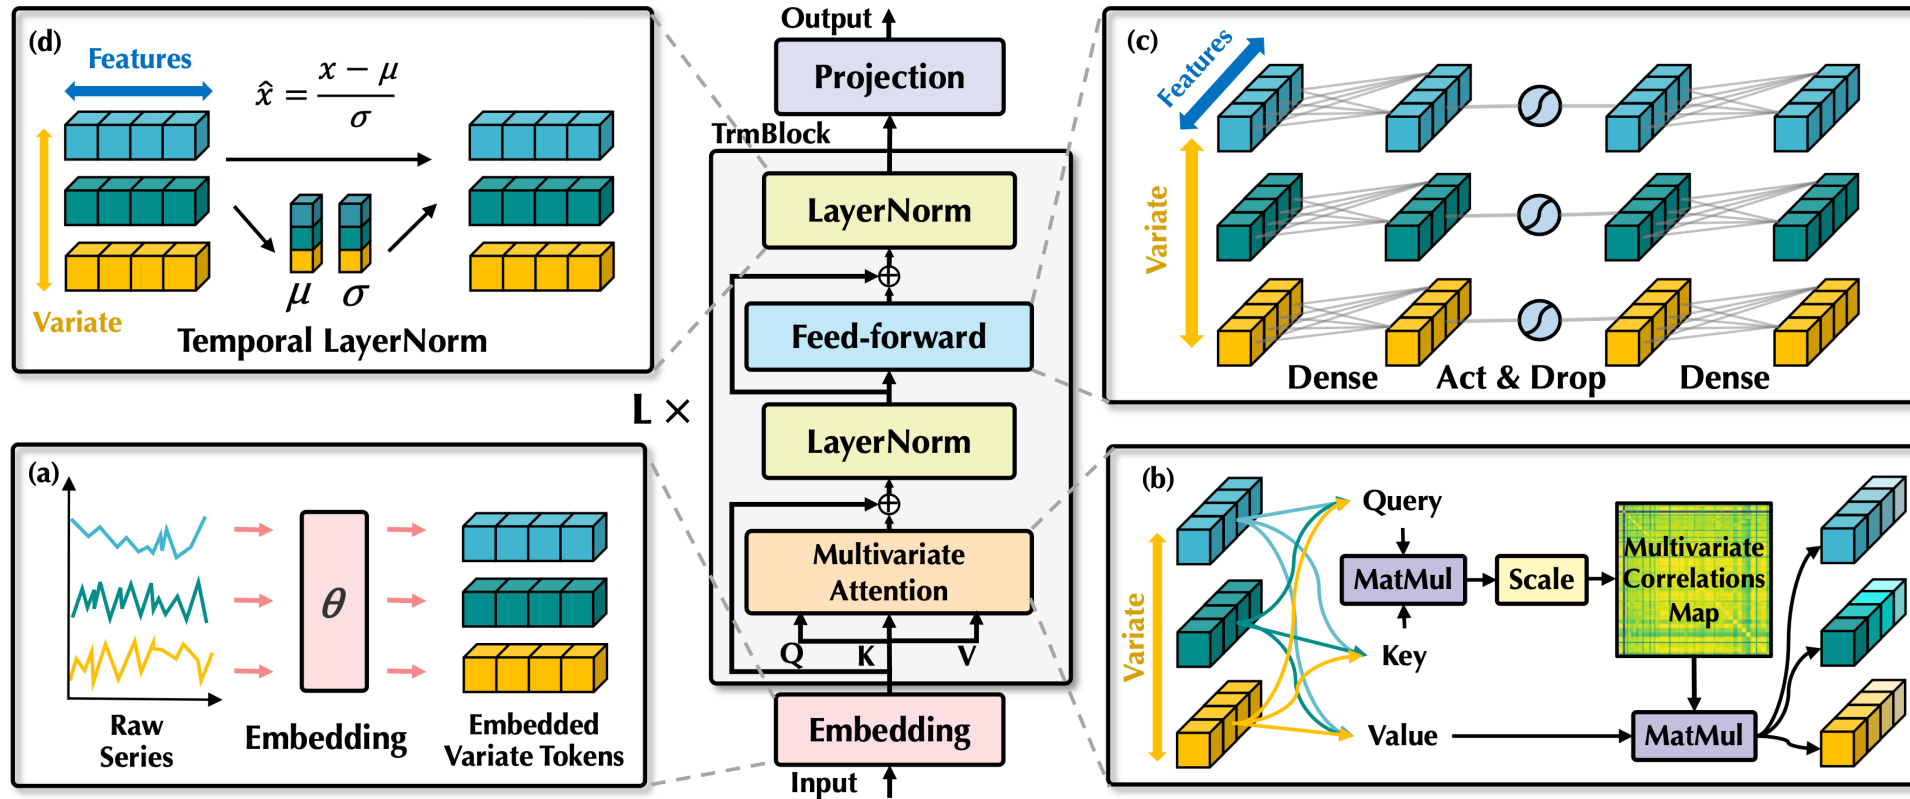 (d)
Features
x̂ = (x − μ) / σ
μ
σ
Variate
Temporal LayerNorm
(a)
θ
Raw
Series
Embedding
Embedded
Variate Tokens
Output
Projection
TrmBlock
LayerNorm
Feed-forward
L ×
LayerNorm
Multivariate
Attention
Q
K
V
Embedding
Input
(c)
Features
Variate
Dense
Act & Drop
Dense
(b)
Variate
Query
MatMul
Scale
Multivariate
Correlations
Map
Key
Value
MatMul